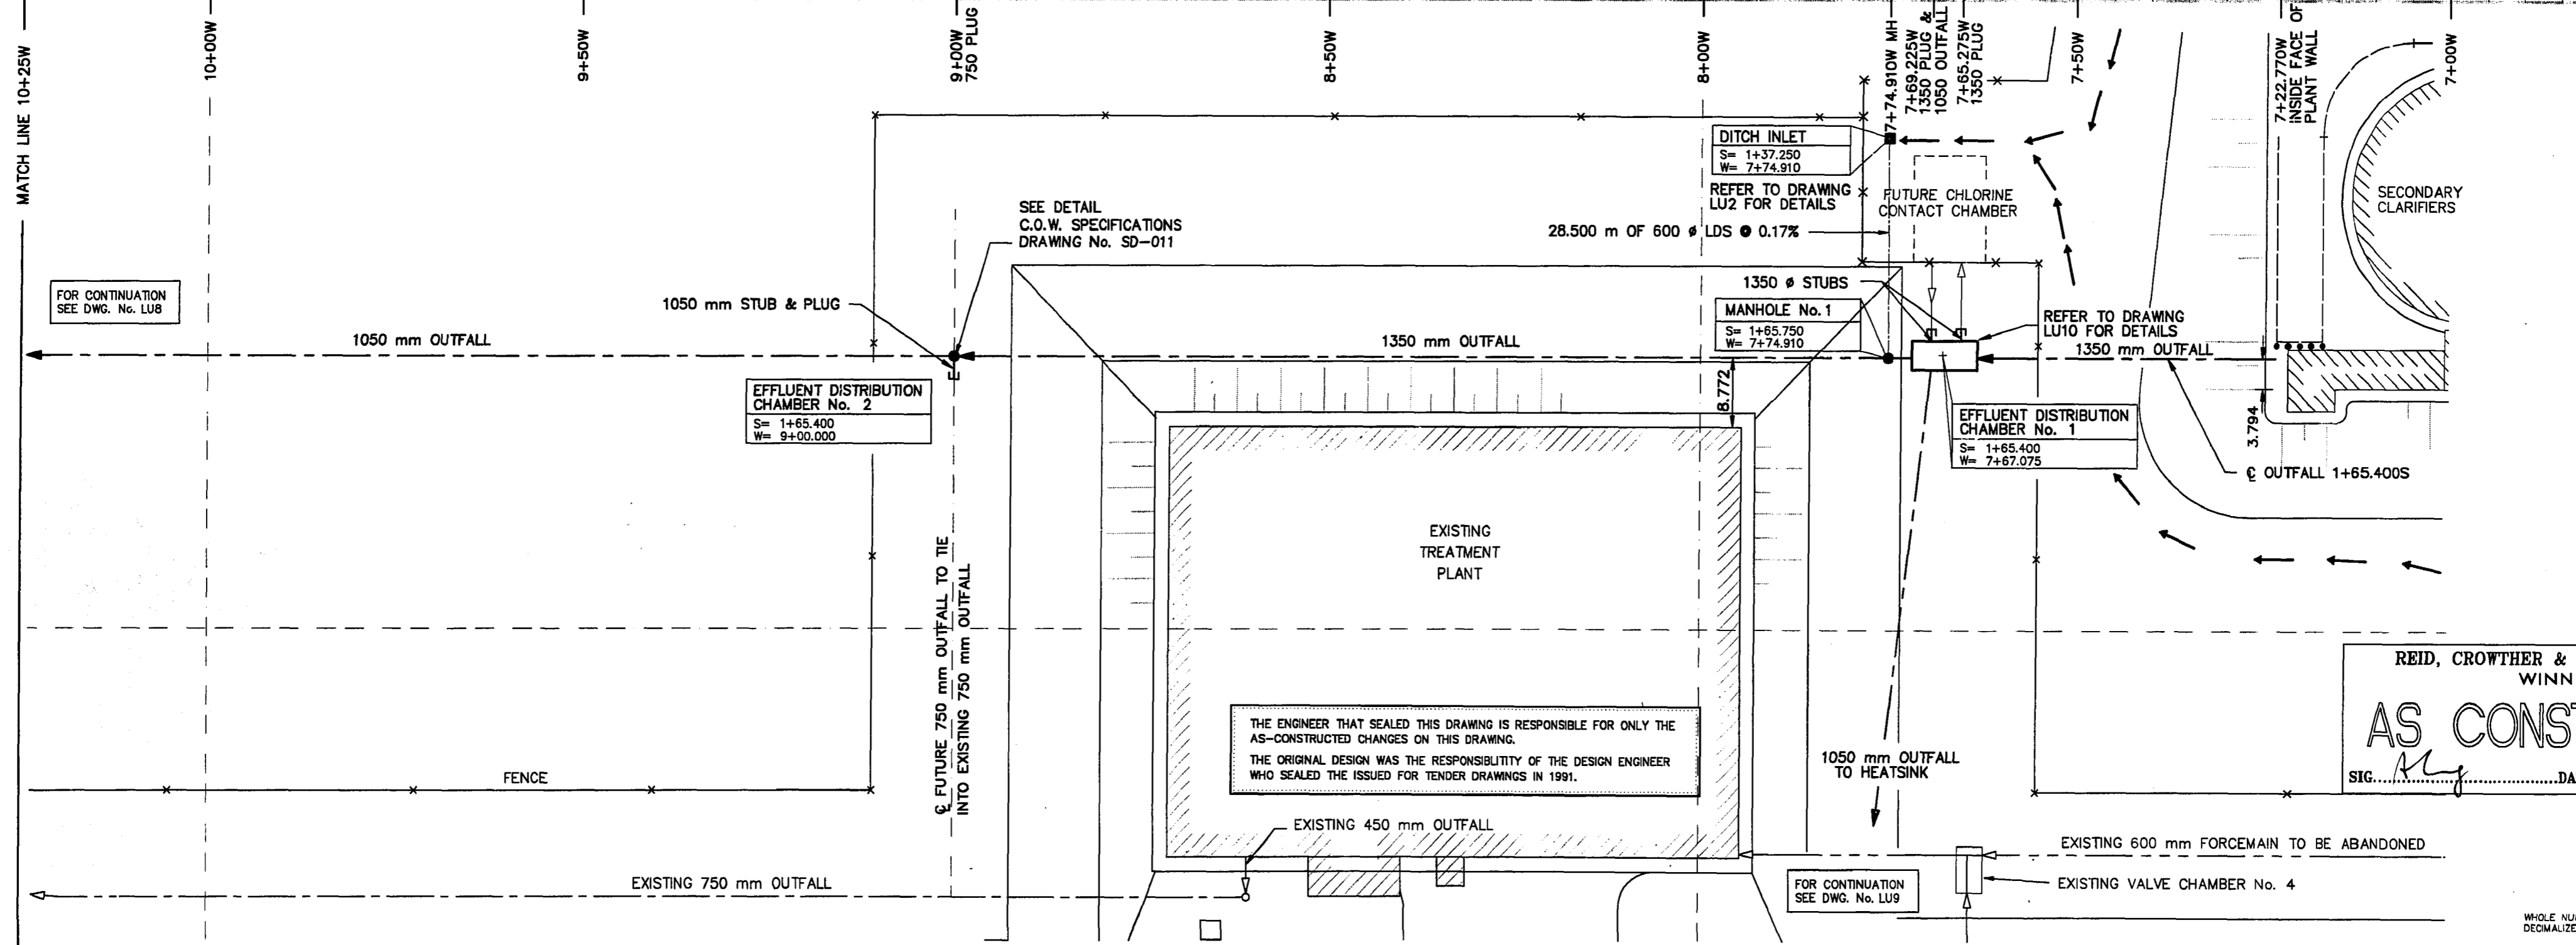 MATCH LINE 10+25W
10+00W
9+50W
9+00W
750 PLUG
8+50W
8+00W
7+74.910W MH
7+69.225W
1350 PLUG &
1050 OUTFALL
7+65.275W
1350 PLUG
7+50W
7+22.770W
INSIDE FACE OF
PLANT WALL
7+00W
DITCH INLET
S= 1+37.250
W= 7+74.910
REFER TO DRAWING
LU2 FOR DETAILS
FUTURE CHLORINE
CONTACT CHAMBER
SECONDARY
CLARIFIERS
SEE DETAIL
C.O.W. SPECIFICATIONS
DRAWING No. SD-011
28.500 m OF 600 ø LDS @ 0.17%
FOR CONTINUATION
SEE DWG. No. LU8
1050 mm STUB & PLUG
1350 ø STUBS
MANHOLE No. 1
S= 1+65.750
W= 7+74.910
REFER TO DRAWING
LU10 FOR DETAILS
1050 mm OUTFALL
1350 mm OUTFALL
1350 mm OUTFALL
8.772
3.794
EFFLUENT DISTRIBUTION
CHAMBER No. 2
S= 1+65.400
W= 9+00.000
EFFLUENT DISTRIBUTION
CHAMBER No. 1
S= 1+65.400
W= 7+67.075
℄ OUTFALL 1+65.400S
EXISTING
TREATMENT
PLANT
℄ FUTURE 750 mm OUTFALL TO TIE
INTO EXISTING 750 mm OUTFALL
REID, CROWTHER &
WINN
AS CONST
SIG.
DA
THE ENGINEER THAT SEALED THIS DRAWING IS RESPONSIBLE FOR ONLY THE
AS-CONSTRUCTED CHANGES ON THIS DRAWING.
THE ORIGINAL DESIGN WAS THE RESPONSIBLITIY OF THE DESIGN ENGINEER
WHO SEALED THE ISSUED FOR TENDER DRAWINGS IN 1991.
1050 mm OUTFALL
TO HEATSINK
FENCE
EXISTING 450 mm OUTFALL
EXISTING 600 mm FORCEMAIN TO BE ABANDONED
EXISTING 750 mm OUTFALL
FOR CONTINUATION
SEE DWG. No. LU9
EXISTING VALVE CHAMBER No. 4
WHOLE NU
DECIMALIZE